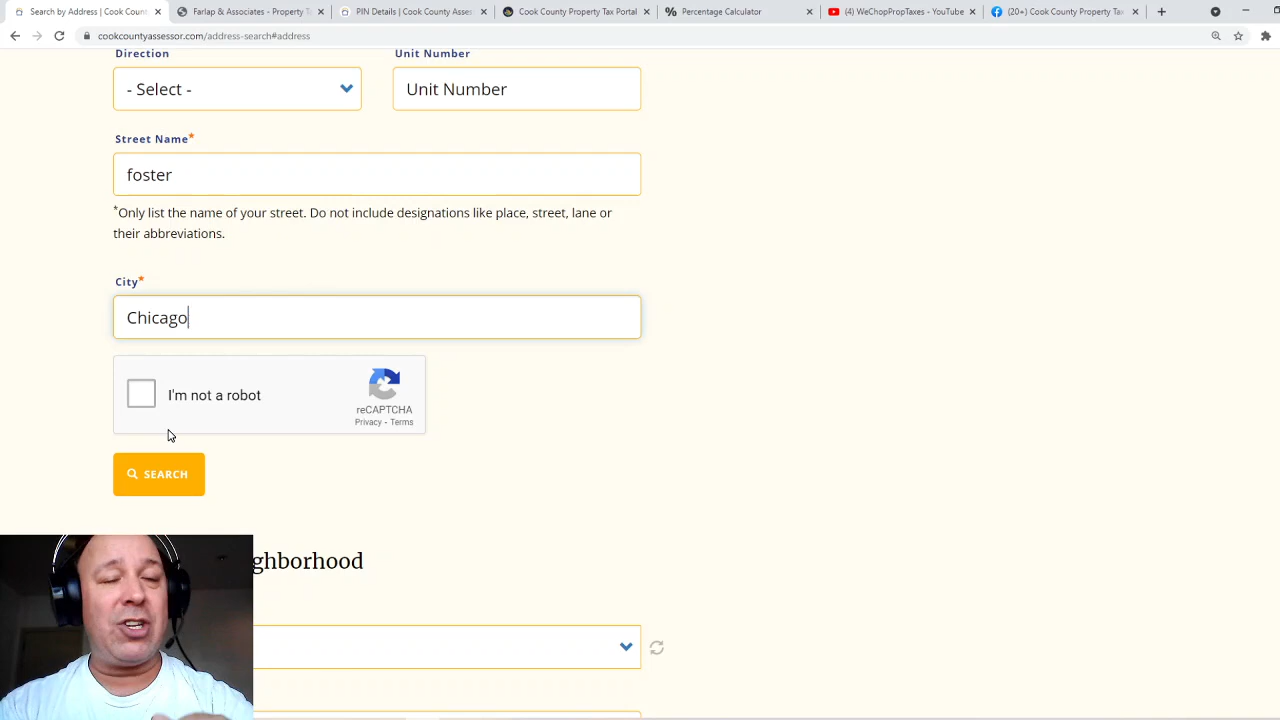 Search by Address | Cook Count
Farlap & Associates - Property T
PIN Details | Cook County Asses
Cook County Property Tax Portal
Percentage Calculator
(4) WeChopPropTaxes - YouTube
(20+) Cook County Property Tax
cookcountyassessor.com/address-search#address
Direction
Unit Number
- Select -
Unit Number
Street Name*
foster
*Only list the name of your street. Do not include designations like place, street, lane or
their abbreviations.
City*
Chicago
I'm not a robot
reCAPTCHA
Privacy - Terms
SEARCH
ghborhood